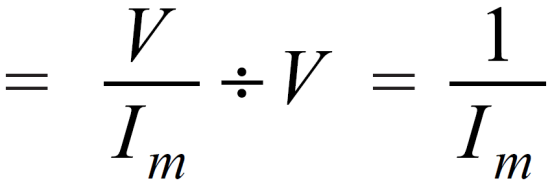 = V/I_m ÷ V = 1/I_m